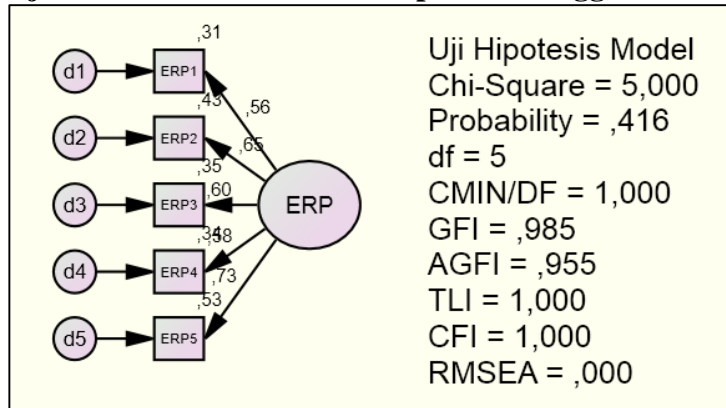 ,31
d1
ERP1
,56
,43
d2
ERP2
,65
,35
d3
ERP3
,60
ERP
,34
,58
d4
ERP4
,73
,53
d5
ERP5
Uji Hipotesis Model
Chi-Square = 5,000
Probability = ,416
df = 5
CMIN/DF = 1,000
GFI = ,985
AGFI = ,955
TLI = 1,000
CFI = 1,000
RMSEA = ,000